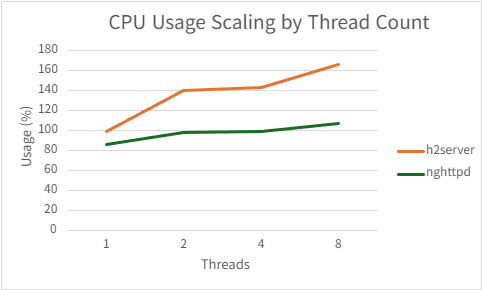 CPU Usage Scaling by Thread Count
180
160
140
120
100
80
60
40
20
0
Usage (%)
1 2 4 8
Threads
h2server
nghttpd